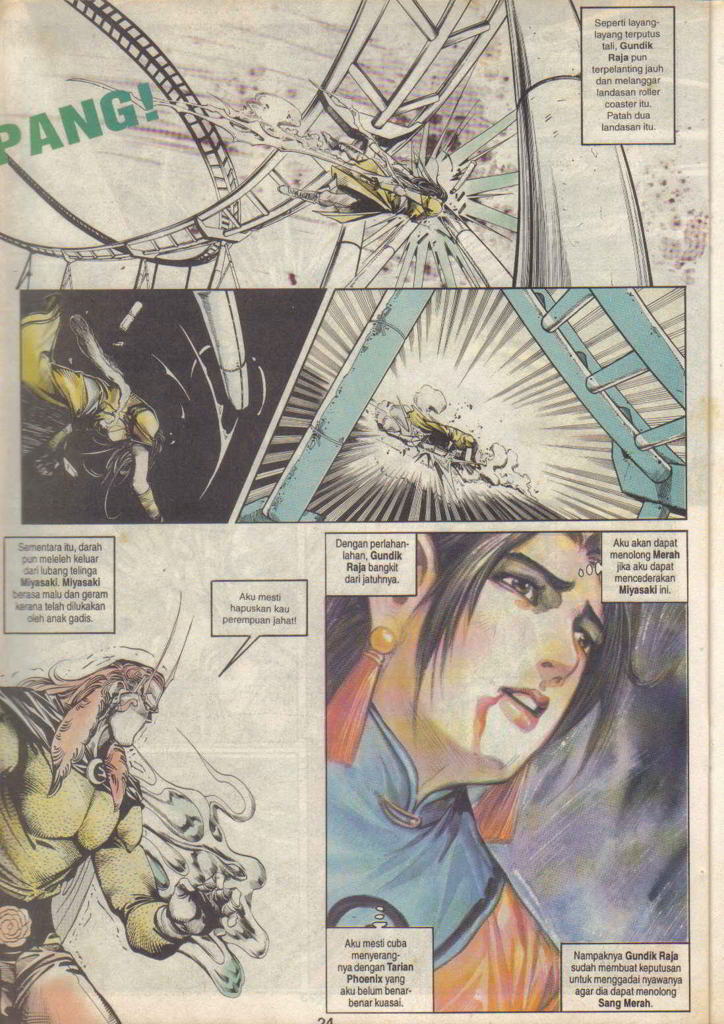 PANG!
Seperti layang-
layang terputus
tali, Gundik
Raja pun
terpelanting jauh
dan melanggar
landasan roller
coaster itu.
Patah dua
landasan itu.
Sementara itu, darah
pun meleleh keluar
dari lubang telinga
Miyasaki. Miyasaki
berasa malu dan geram
kerana telah dilukakan
oleh anak gadis.
Aku mesti
hapuskan kau
perempuan jahat!
Dengan perlahan-
lahan, Gundik
Raja bangkit
dari jatuhnya.
Aku akan dapat
menolong Merah
jika aku dapat
mencederakan
Miyasaki ini.
Aku mesti cuba
menyerang-
nya dengan Tarian
Phoenix yang
aku belum benar-
benar kuasai.
Nampaknya Gundik Raja
sudah membuat keputusan
untuk menggadai nyawanya
agar dia dapat menolong
Sang Merah.
24